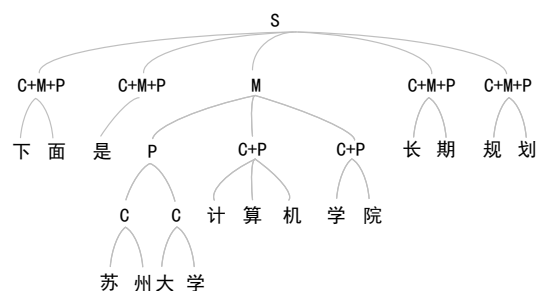 S
C+M+P C+M+P M C+M+P C+M+P
下 面 是 P C+P C+P 长 期 规 划
C C 计 算 机 学 院
苏 州 大 学